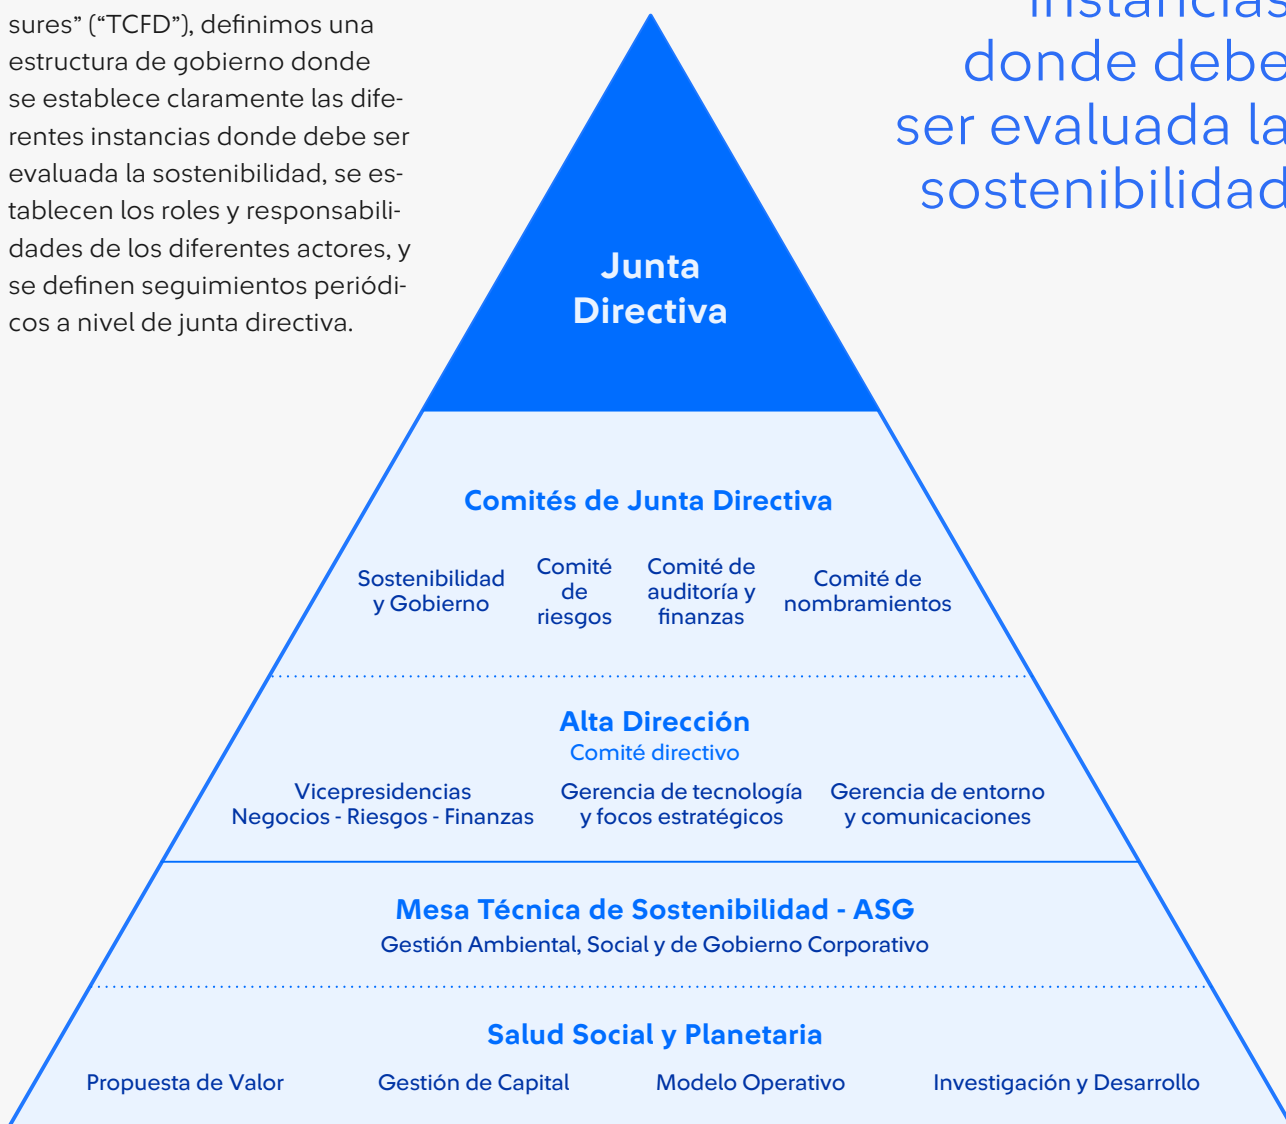 sures” (“TCFD”), definimos una
estructura de gobierno donde
se establece claramente las dife-
rentes instancias donde debe ser
evaluada la sostenibilidad, se es-
tablecen los roles y responsabili-
dades de los diferentes actores, y
se definen seguimientos periódi-
cos a nivel de junta directiva.
instancias
donde debe
ser evaluada la
sostenibilidad
Junta
Directiva
Comités de Junta Directiva
Sostenibilidad
y Gobierno
Comité
de
riesgos
Comité de
auditoría y
finanzas
Comité de
nombramientos
Alta Dirección
Comité directivo
Vicepresidencias
Negocios - Riesgos - Finanzas
Gerencia de tecnología
y focos estratégicos
Gerencia de entorno
y comunicaciones
Mesa Técnica de Sostenibilidad - ASG
Gestión Ambiental, Social y de Gobierno Corporativo
Salud Social y Planetaria
Propuesta de Valor
Gestión de Capital
Modelo Operativo
Investigación y Desarrollo